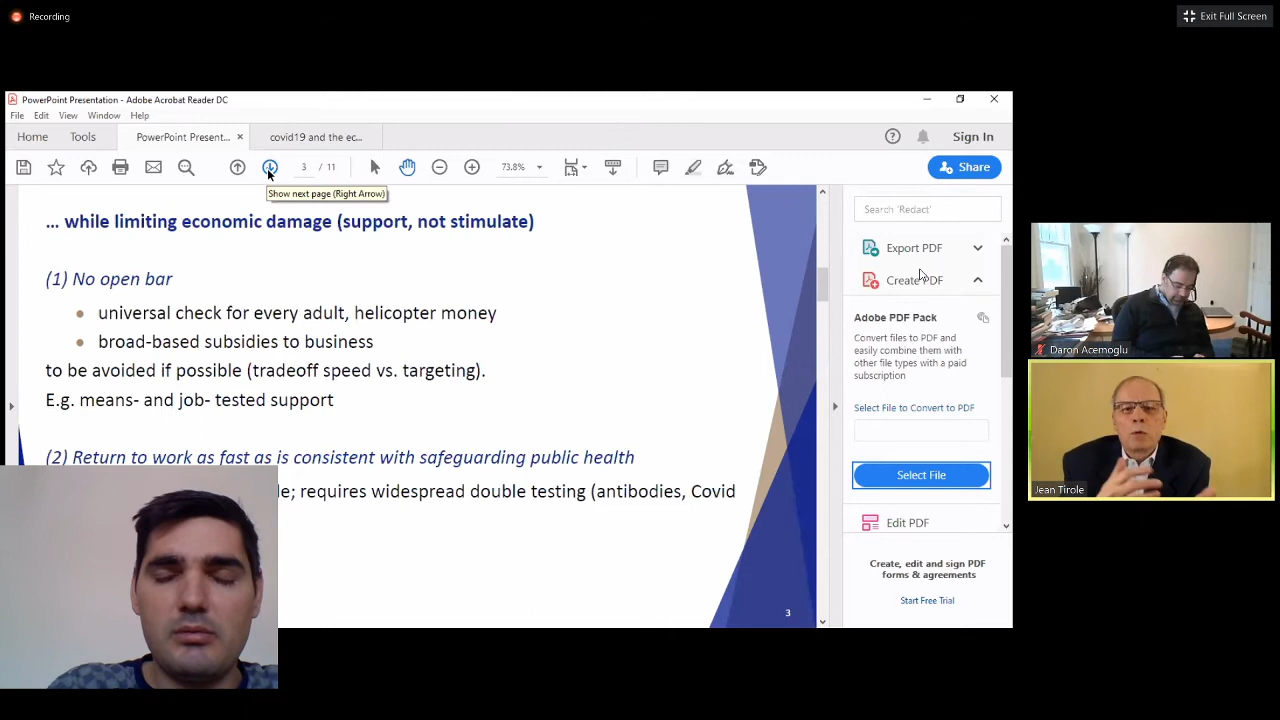 Recording
Exit Full Screen
PowerPoint Presentation - Adobe Acrobat Reader DC
File Edit View Window Help
Home Tools PowerPoint Present... × covid19 and the ec... Sign In
3 / 11 73.8% Share
Show next page (Right Arrow)
... while limiting economic damage (support, not stimulate)
(1) No open bar
• universal check for every adult, helicopter money
• broad-based subsidies to business
to be avoided if possible (tradeoff speed vs. targeting).
E.g. means- and job- tested support
(2) Return to work as fast as is consistent with safeguarding public health
le; requires widespread double testing (antibodies, Covid
3
Search 'Redact'
Export PDF
Create PDF
Adobe PDF Pack
Convert files to PDF and
easily combine them with
other file types with a paid
subscription
Select File to Convert to PDF
Select File
Edit PDF
Create, edit and sign PDF
forms & agreements
Start Free Trial
Daron Acemoglu
Jean Tirole